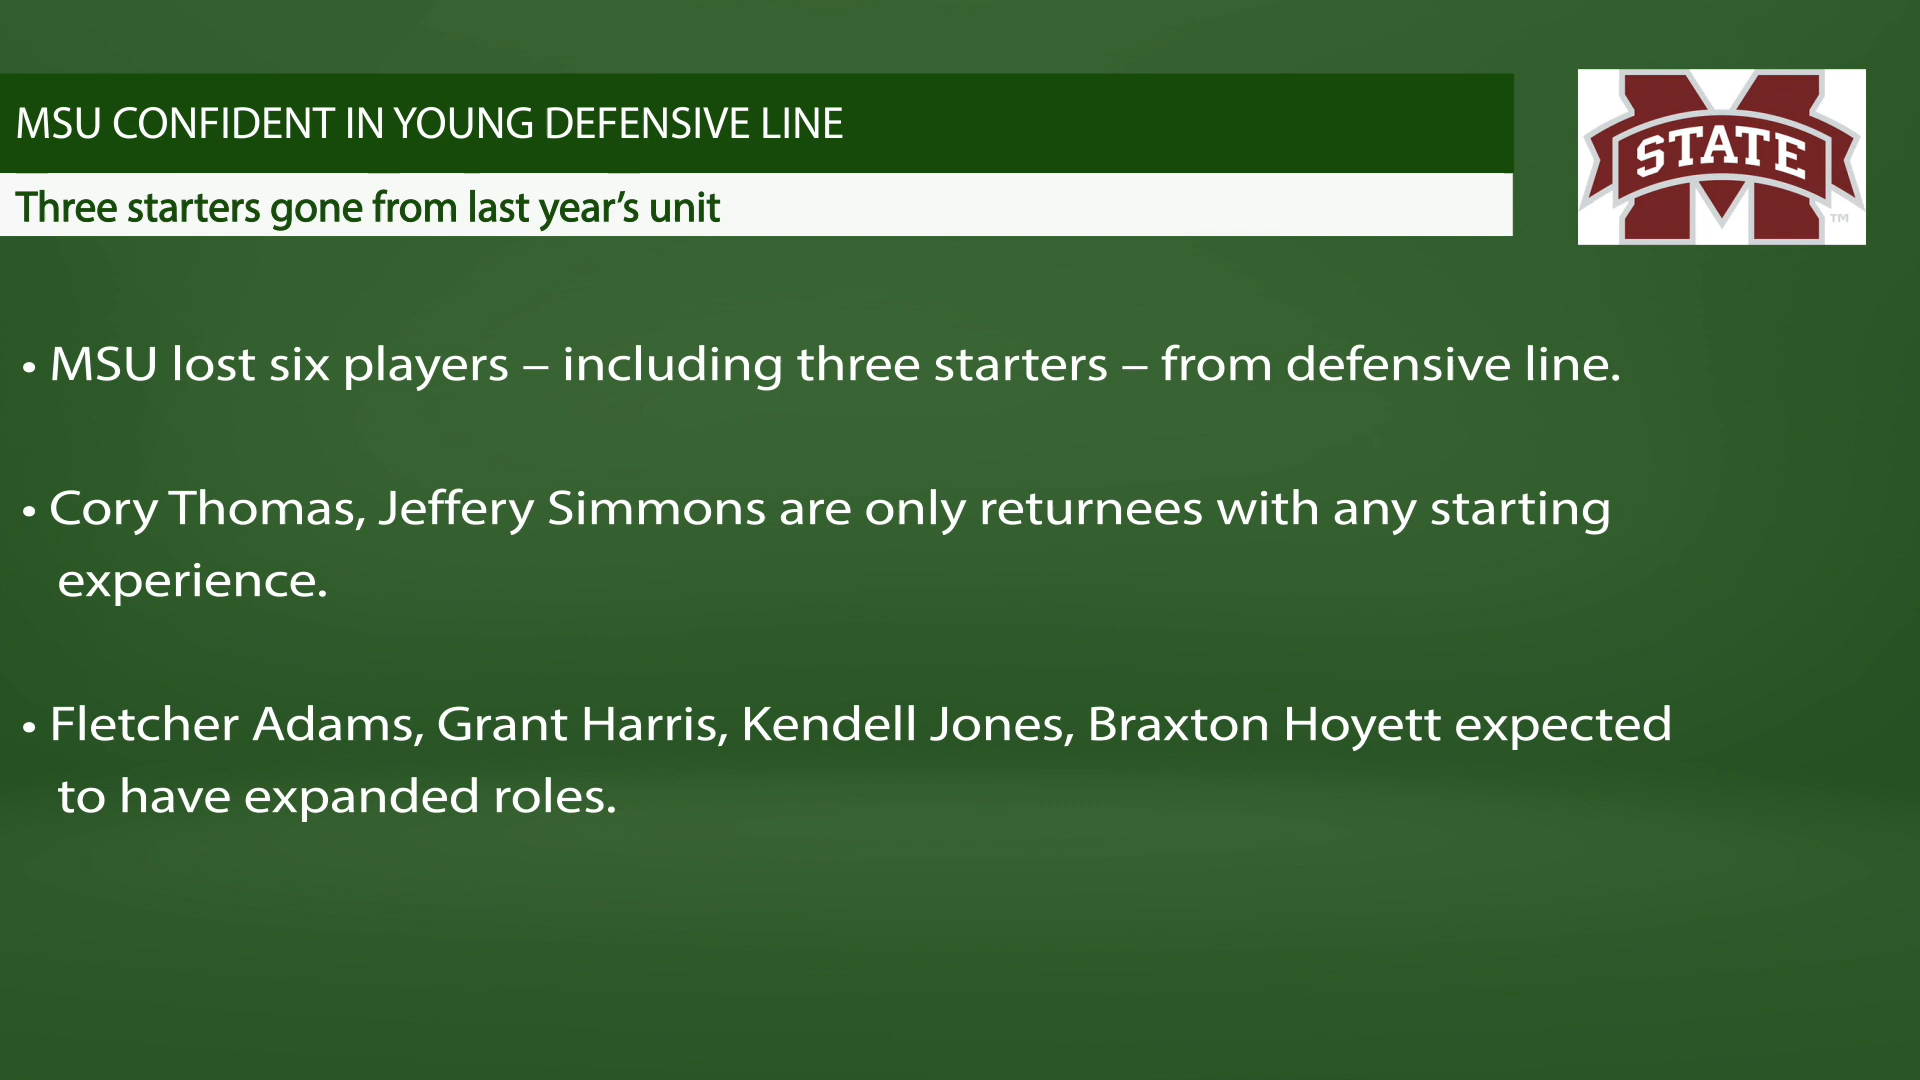 MSU CONFIDENT IN YOUNG DEFENSIVE LINE
STATE
TM
Three starters gone from last year’s unit
• MSU lost six players – including three starters – from defensive line.
• Cory Thomas, Jeffery Simmons are only returnees with any starting
experience.
• Fletcher Adams, Grant Harris, Kendell Jones, Braxton Hoyett expected
to have expanded roles.